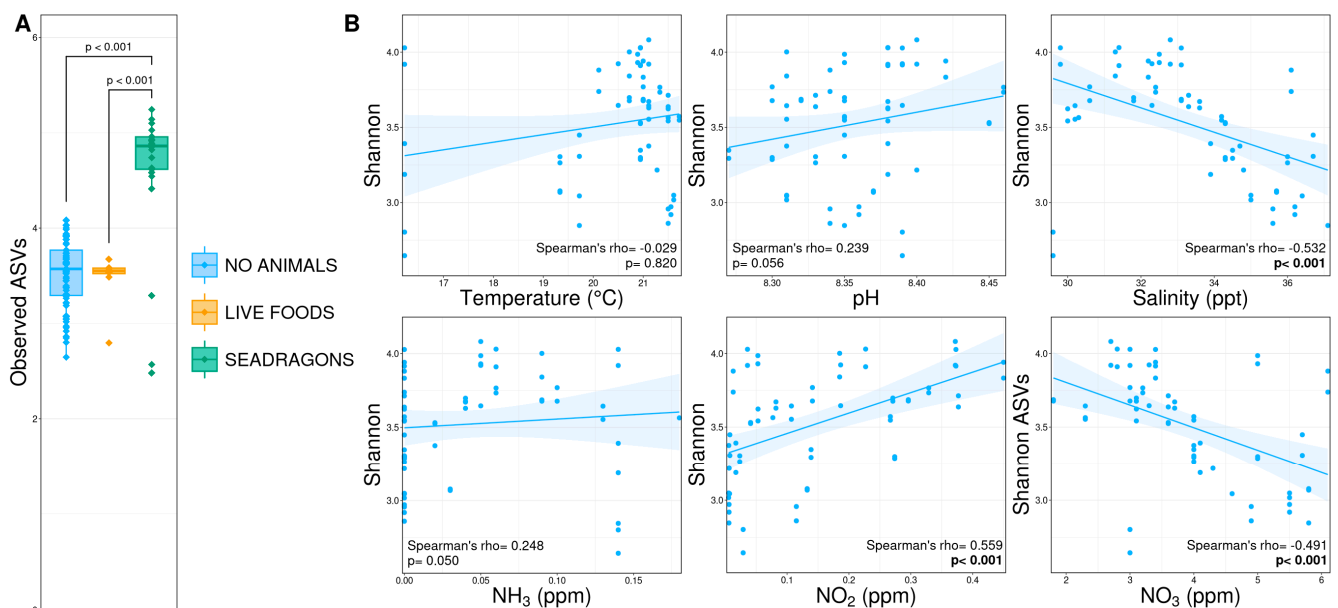 A
6
4
2
Observed ASVs
p < 0.001
p < 0.001
NO ANIMALS
LIVE FOODS
SEADRAGONS
B
Shannon
4.0
3.5
3.0
Spearman's rho= -0.029
p= 0.820
17
18
19
20
21
Temperature (°C)
Shannon
4.0
3.5
3.0
Spearman's rho= 0.239
p= 0.056
8.30
8.35
8.40
8.45
pH
Shannon
4.0
3.5
3.0
Spearman's rho= -0.532
p< 0.001
30
32
34
36
Salinity (ppt)
Shannon
4.0
3.5
3.0
Spearman's rho= 0.248
p= 0.050
0.00
0.05
0.10
0.15
NH₃ (ppm)
Shannon
4.0
3.5
3.0
Spearman's rho= 0.559
p< 0.001
0.1
0.2
0.3
0.4
NO₂ (ppm)
Shannon ASVs
4.0
3.5
3.0
Spearman's rho= -0.491
p< 0.001
2
3
4
5
6
NO₃ (ppm)